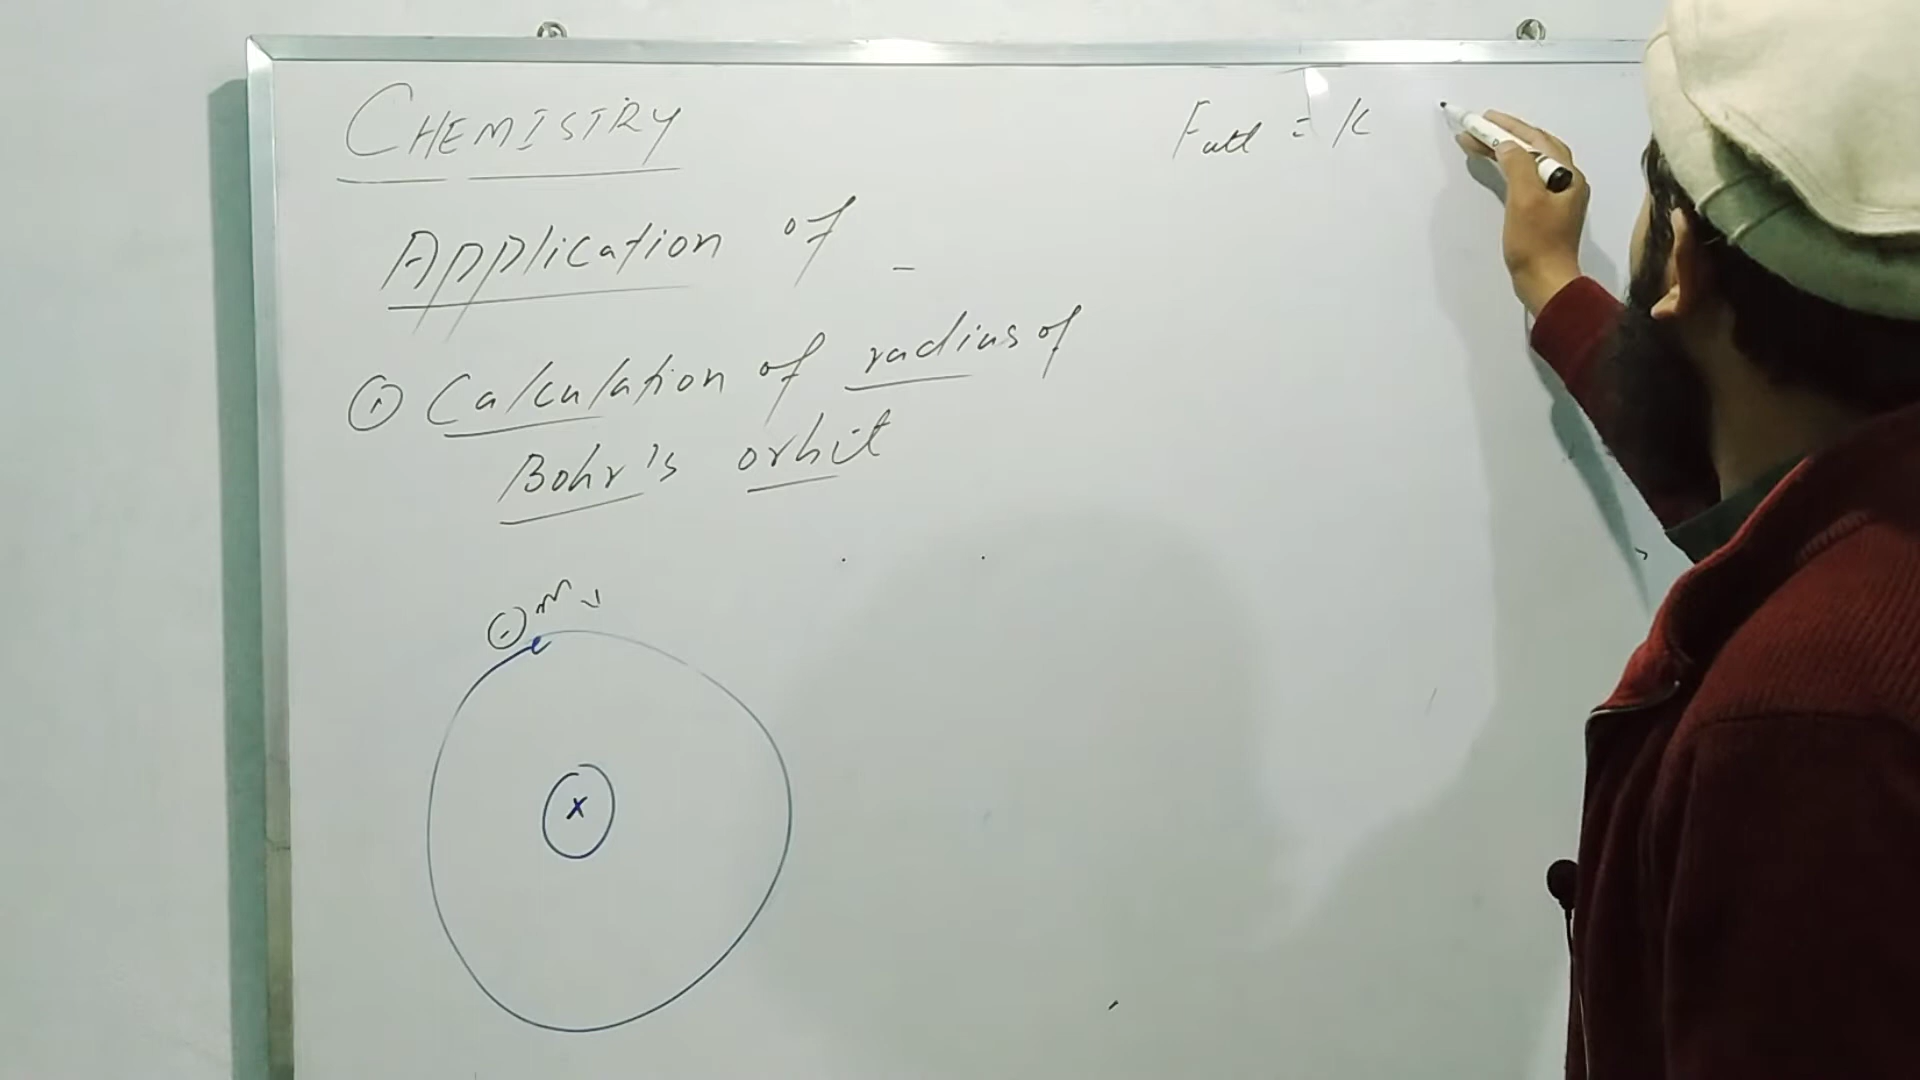 CHEMISTRY
Application of
① Calculation of radius of
Bohr's orbit
F = K
m v
-
x